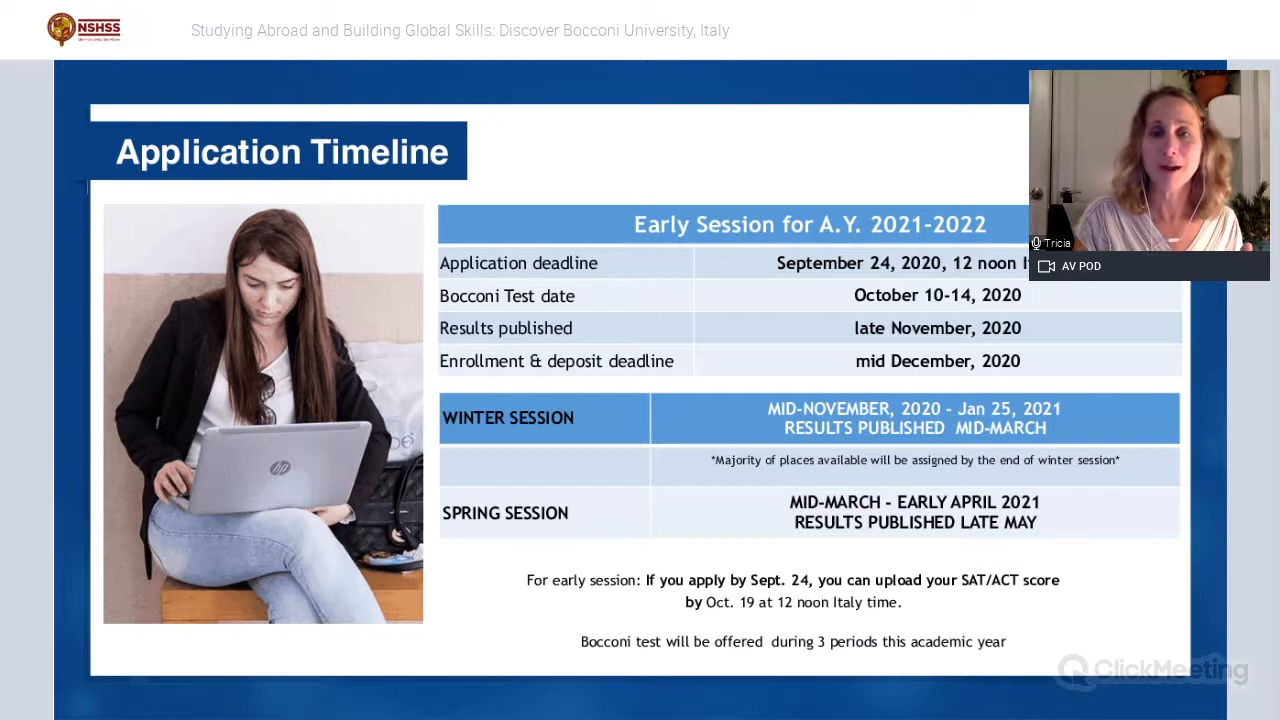 NSHSS
Studying Abroad and Building Global Skills: Discover Bocconi University, Italy
Application Timeline
Tricia
AV POD
Early Session for A.Y. 2021-2022
Application deadline September 24, 2020, 12 noon
Bocconi Test date October 10-14, 2020
Results published late November, 2020
Enrollment & deposit deadline mid December, 2020
WINTER SESSION MID-NOVEMBER, 2020 - Jan 25, 2021
RESULTS PUBLISHED MID-MARCH
*Majority of places available will be assigned by the end of winter session*
SPRING SESSION MID-MARCH - EARLY APRIL 2021
RESULTS PUBLISHED LATE MAY
hp
For early session: If you apply by Sept. 24, you can upload your SAT/ACT score
by Oct. 19 at 12 noon Italy time.
Bocconi test will be offered during 3 periods this academic year
ClickMeeting